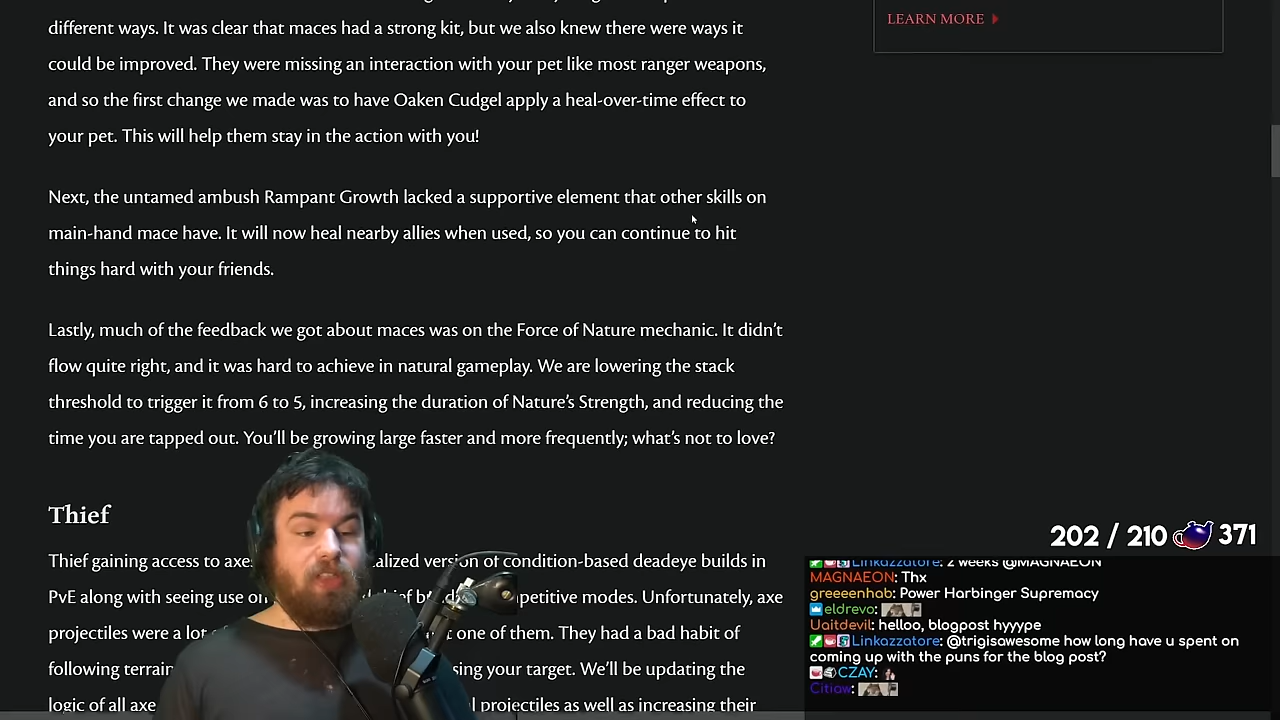 different ways. It was clear that maces had a strong kit, but we also knew there were ways it
could be improved. They were missing an interaction with your pet like most ranger weapons,
and so the first change we made was to have Oaken Cudgel apply a heal-over-time effect to
your pet. This will help them stay in the action with you!
Next, the untamed ambush Rampant Growth lacked a supportive element that other skills on
main-hand mace have. It will now heal nearby allies when used, so you can continue to hit
things hard with your friends.
Lastly, much of the feedback we got about maces was on the Force of Nature mechanic. It didn't
flow quite right, and it was hard to achieve in natural gameplay. We are lowering the stack
threshold to trigger it from 6 to 5, increasing the duration of Nature's Strength, and reducing the
time you are tapped out. You'll be growing large faster and more frequently; what's not to love?
Thief
Thief gaining access to axes version of condition-based deadeye builds in
PvE along with seeing use on modes. Unfortunately, axe
projectiles were a lot one of them. They had a bad habit of
following terrain your target. We'll be updating the
logic of all axe projectiles as well as increasing their
LEARN MORE
202 / 210 371
Linkazzatore: 2 weeks @MAGNAEON
MAGNAEON: Thx
greeeenhab: Power Harbinger Supremacy
eldrevo:
Uaitdevil: helloo, blogpost hyyype
Linkazzatore: @trigisawesome how long have u spent on
coming up with the puns for the blog post?
CZAY:
Citiaw: